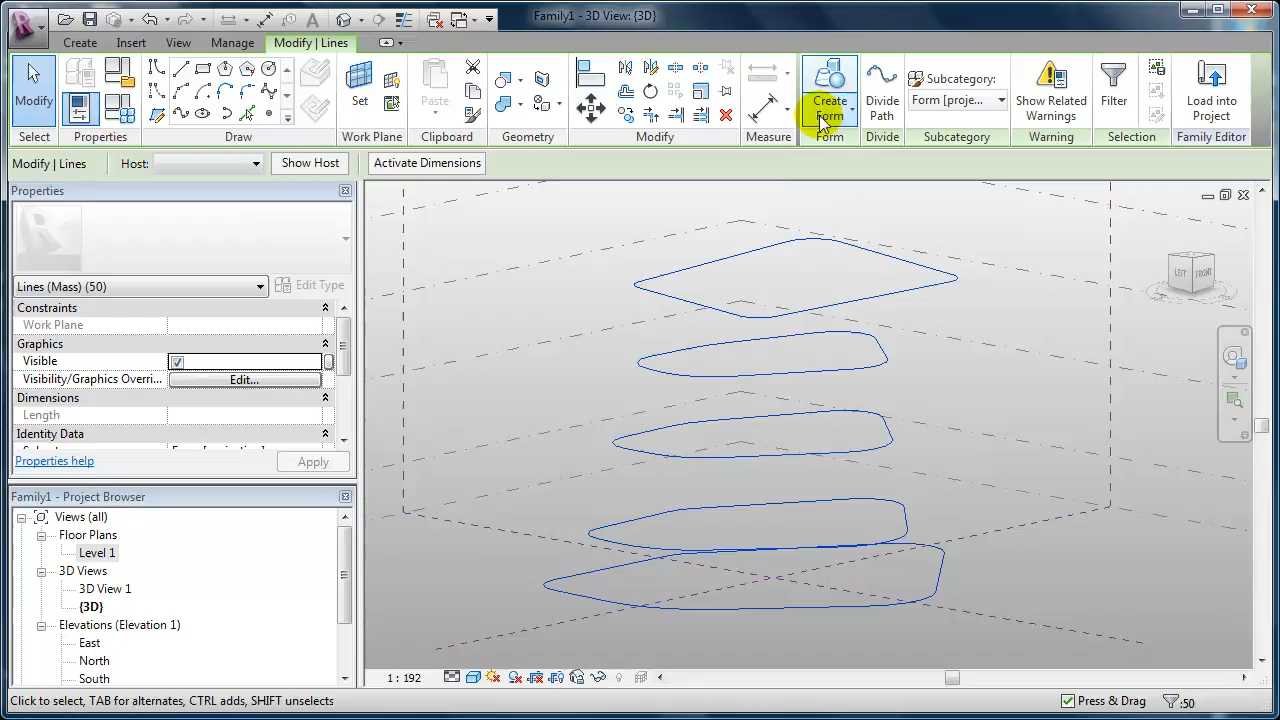 Family1 - 3D View: {3D}
Create Insert View Manage Modify | Lines
Modify
Set
Paste
Create Form
Divide Path
Subcategory:
Form [proje...
Show Related Warnings
Filter
Load into Project
Select Properties Draw Work Plane Clipboard Geometry Modify Measure Form Divide Subcategory Warning Selection Family Editor
Modify | Lines Host: Show Host Activate Dimensions
Properties
Lines (Mass) (50) Edit Type
Constraints
Work Plane
Graphics
Visible
Visibility/Graphics Overri... Edit...
Dimensions
Length
Identity Data
Properties help Apply
Family1 - Project Browser
Views (all)
Floor Plans
Level 1
3D Views
3D View 1
{3D}
Elevations (Elevation 1)
East
North
South
LEFT FRONT
1 : 192
Click to select, TAB for alternates, CTRL adds, SHIFT unselects Press & Drag :50